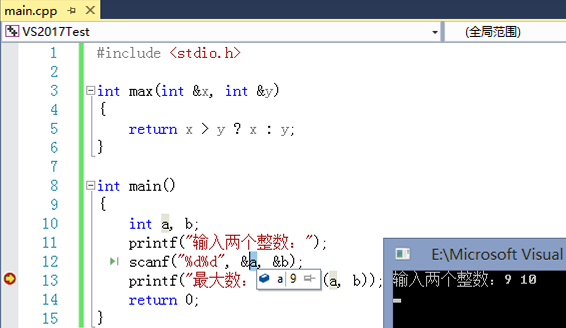 main.cpp
VS2017Test
(全局范围)
1 #include <stdio.h>
2
3 int max(int &x, int &y)
4 {
5 return x > y ? x : y;
6 }
7
8 int main()
9 {
10 int a, b;
11 printf("输入两个整数：");
12 scanf("%d%d", &a, &b);
13 printf("最大数： (a, b));
a 9
14 return 0;
15 }
E:\Microsoft Visual
输入两个整数：9 10